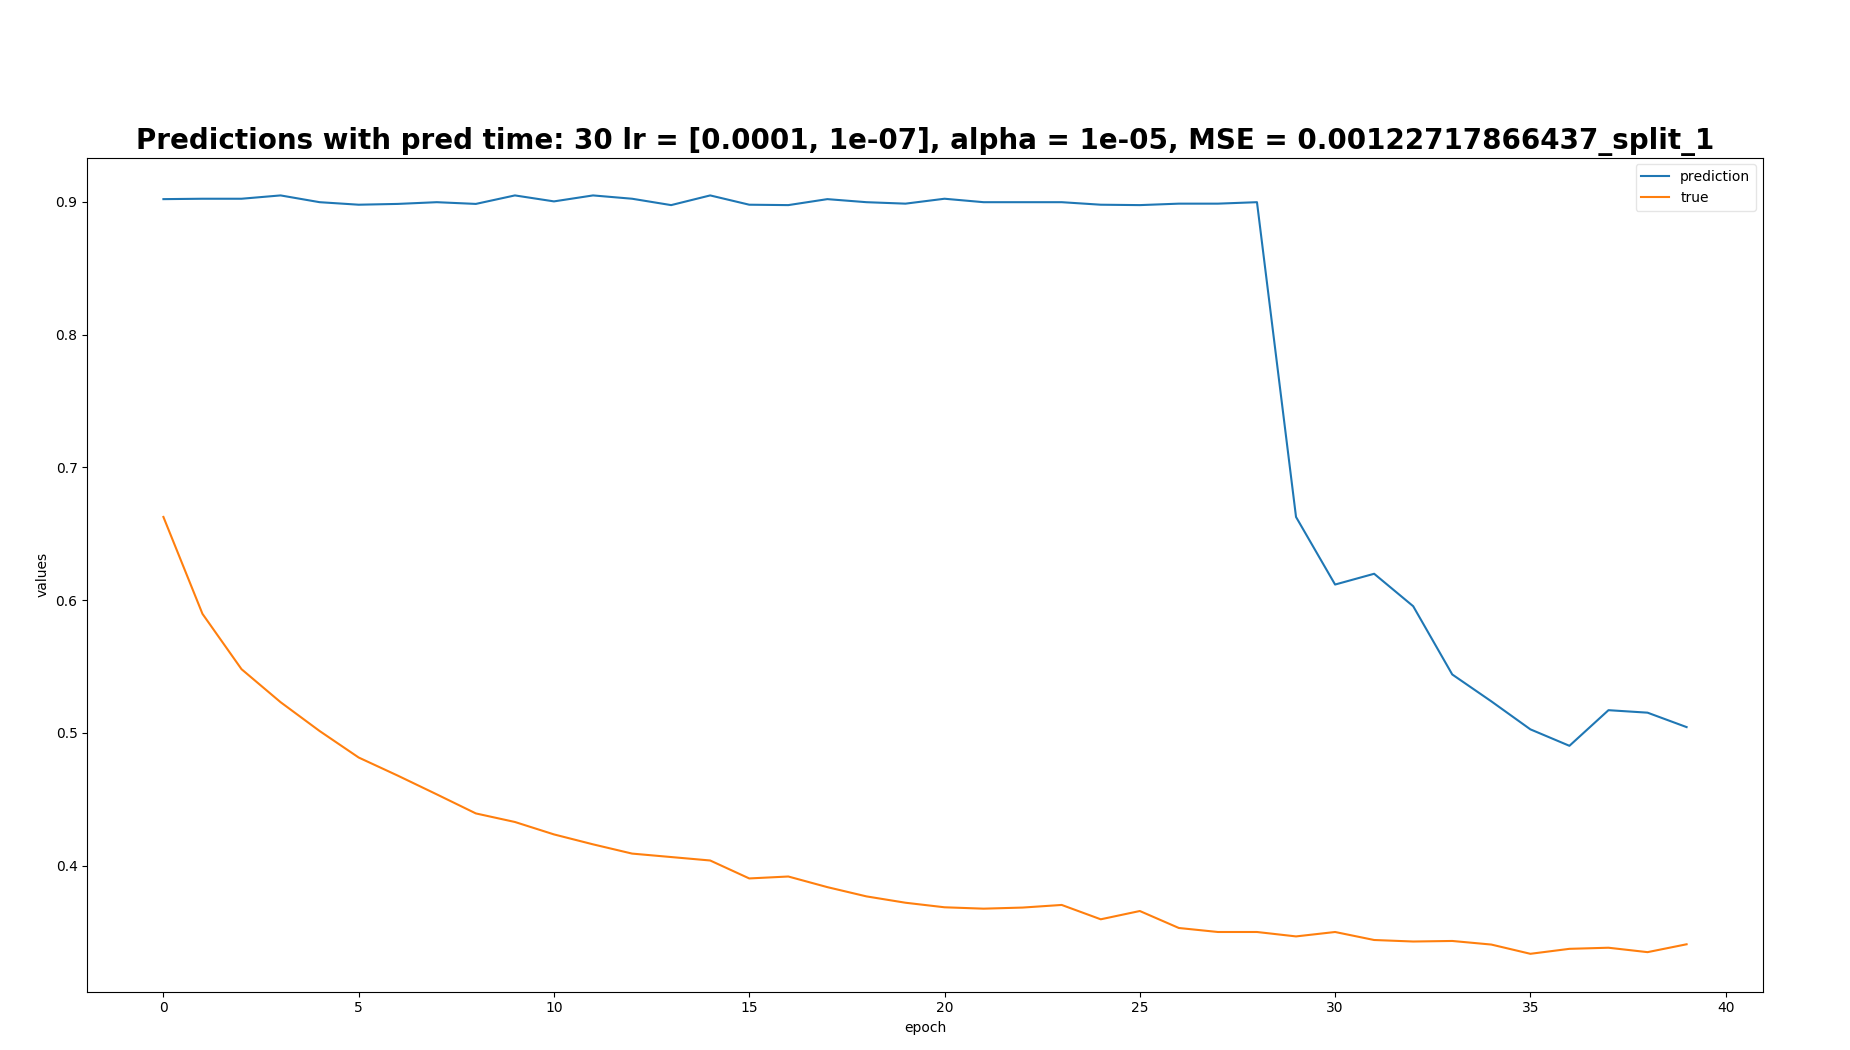 Predictions with pred time: 30 lr = [0.0001, 1e-07], alpha = 1e-05, MSE = 0.00122717866437_split_1
prediction
true
0.9
0.8
0.7
0.6
0.5
0.4
values
0 5 10 15 20 25 30 35 40
epoch